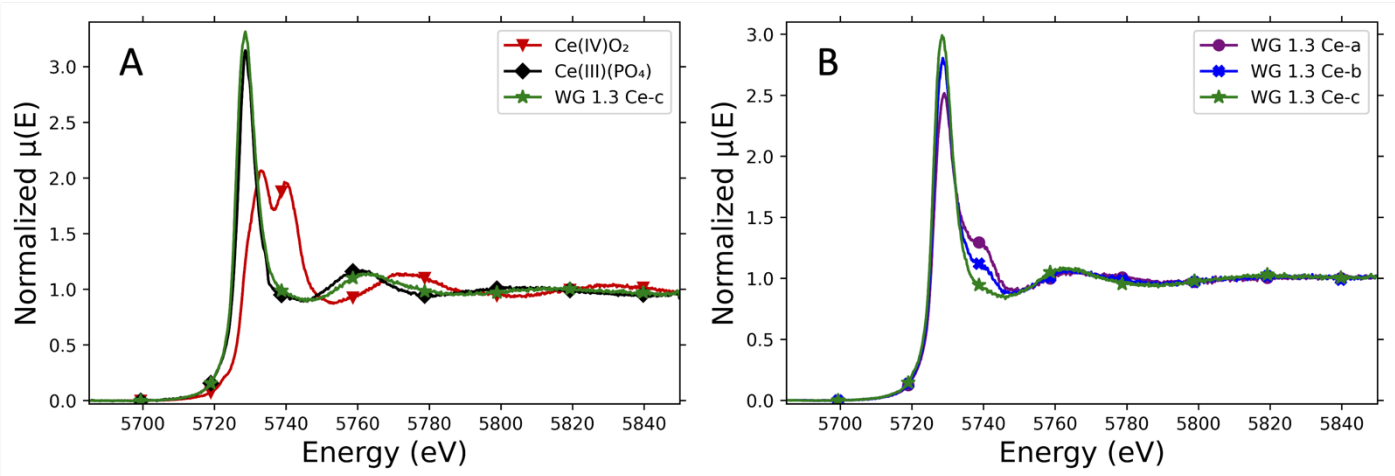 A
Ce(IV)O₂
Ce(III)(PO₄)
WG 1.3 Ce-c
Normalized μ(E)
3.0
2.5
2.0
1.5
1.0
0.5
0.0
5700 5720 5740 5760 5780 5800 5820 5840
Energy (eV)
B
WG 1.3 Ce-a
WG 1.3 Ce-b
WG 1.3 Ce-c
Normalized μ(E)
3.0
2.5
2.0
1.5
1.0
0.5
0.0
5700 5720 5740 5760 5780 5800 5820 5840
Energy (eV)